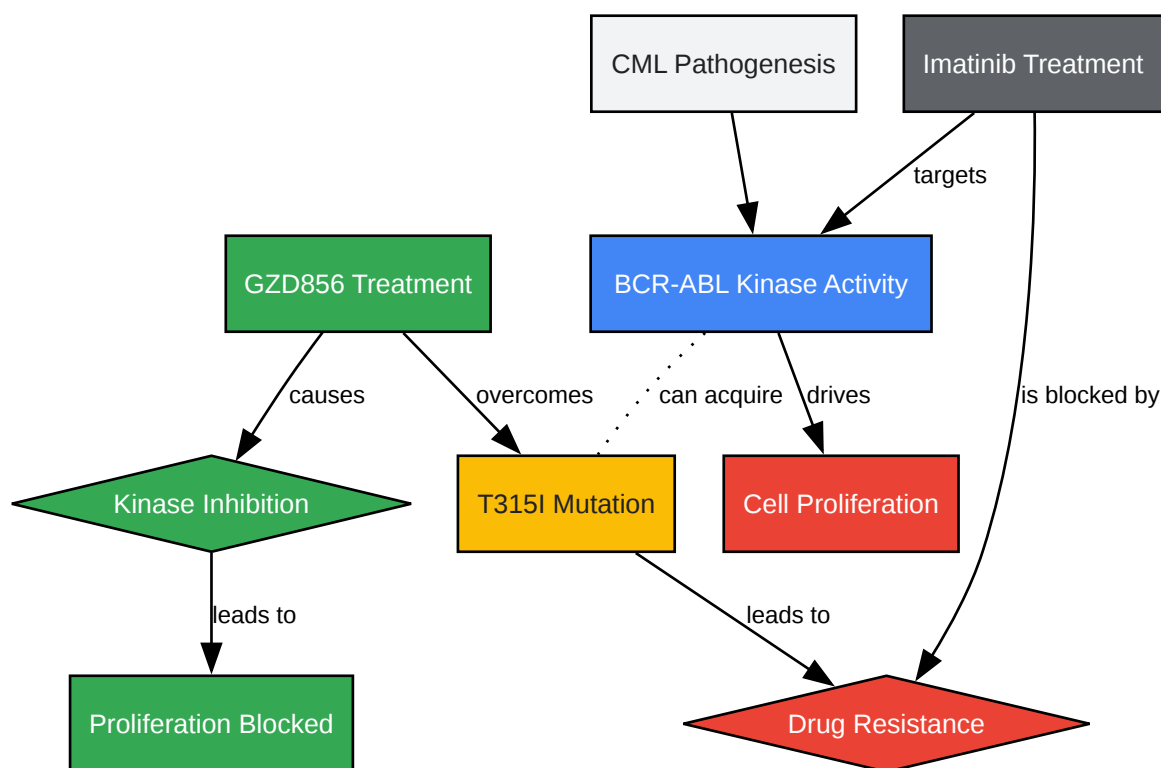 CML Pathogenesis
Imatinib Treatment
targets
GZD856 Treatment
BCR-ABL Kinase Activity
causes
overcomes
can acquire
drives
is blocked by
Kinase Inhibition
T315I Mutation
Cell Proliferation
leads to
leads to
Proliferation Blocked
Drug Resistance